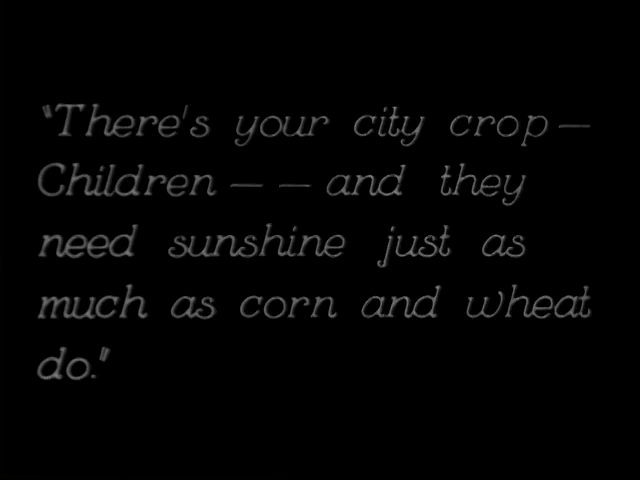 "There's your city crop —
Children — — and they
need sunshine just as
much as corn and wheat
do."